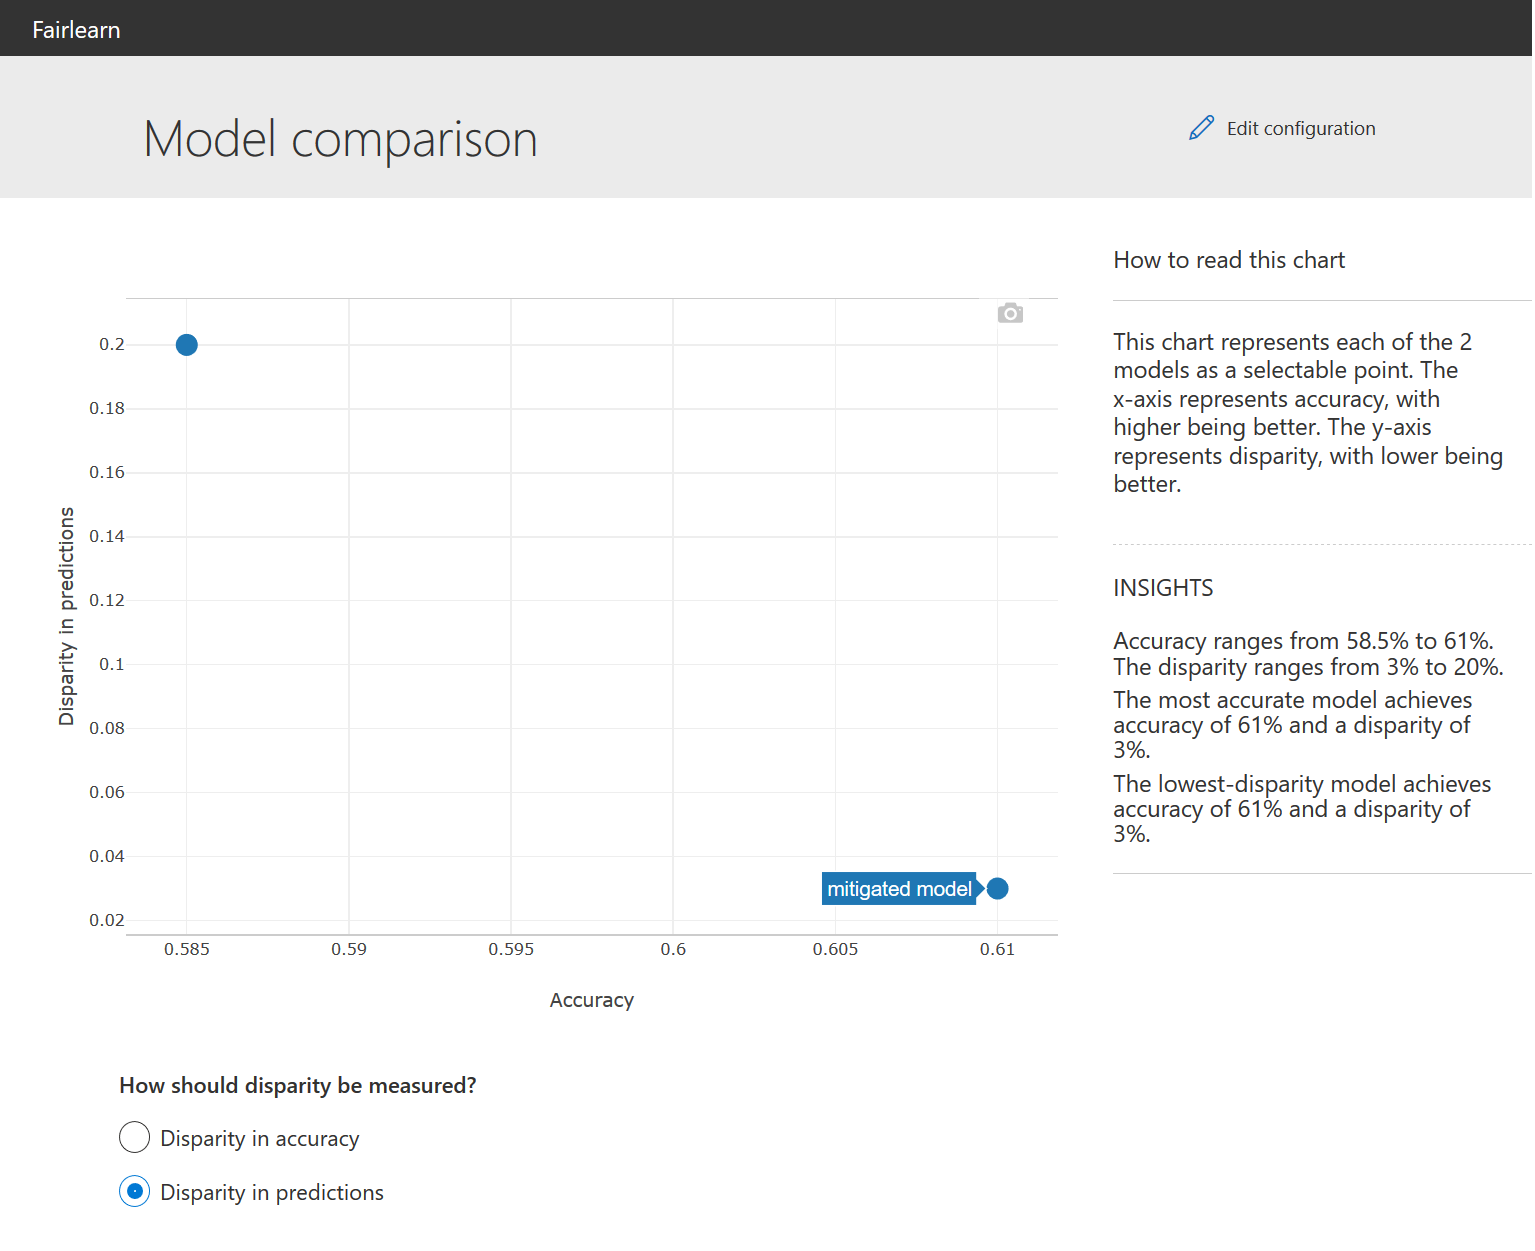 Fairlearn
Model comparison
Edit configuration
How to read this chart
This chart represents each of the 2
models as a selectable point. The
x-axis represents accuracy, with
higher being better. The y-axis
represents disparity, with lower being
better.
INSIGHTS
Accuracy ranges from 58.5% to 61%.
The disparity ranges from 3% to 20%.
The most accurate model achieves
accuracy of 61% and a disparity of
3%.
The lowest-disparity model achieves
accuracy of 61% and a disparity of
3%.
Disparity in predictions
0.2
0.18
0.16
0.14
0.12
0.1
0.08
0.06
0.04
0.02
mitigated model
0.585
0.59
0.595
0.6
0.605
0.61
Accuracy
How should disparity be measured?
Disparity in accuracy
Disparity in predictions